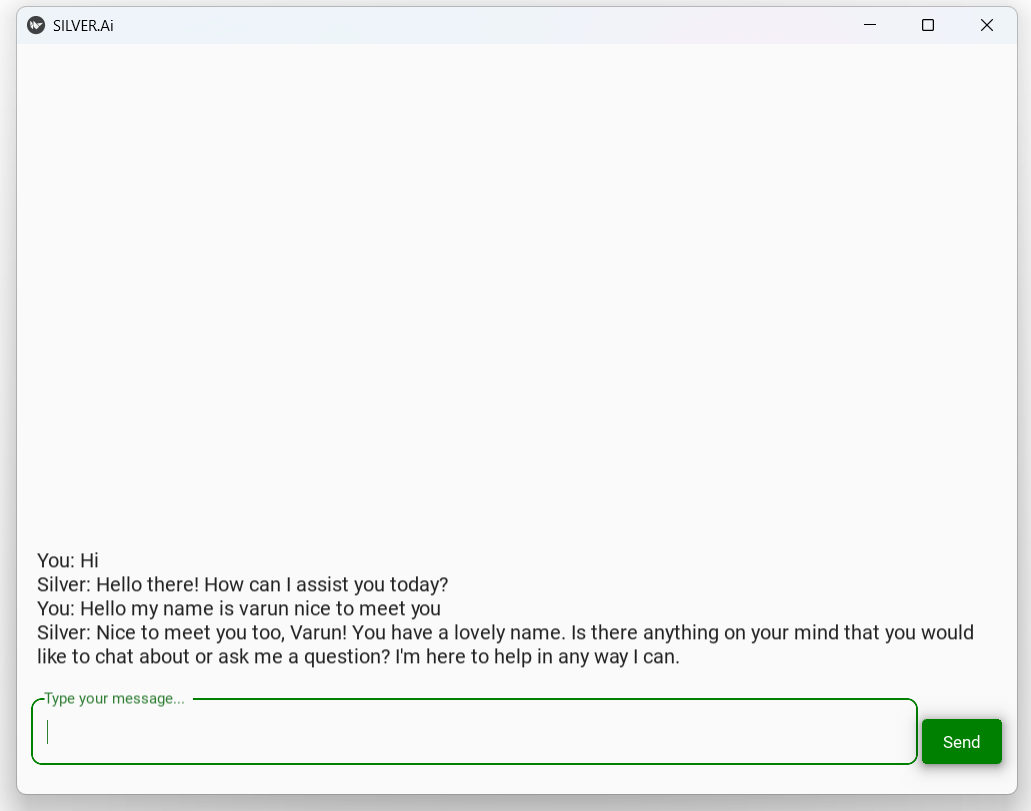 SILVER.Ai
You: Hi
Silver: Hello there! How can I assist you today?
You: Hello my name is varun nice to meet you
Silver: Nice to meet you too, Varun! You have a lovely name. Is there anything on your mind that you would
like to chat about or ask me a question? I'm here to help in any way I can.
Type your message...
Send